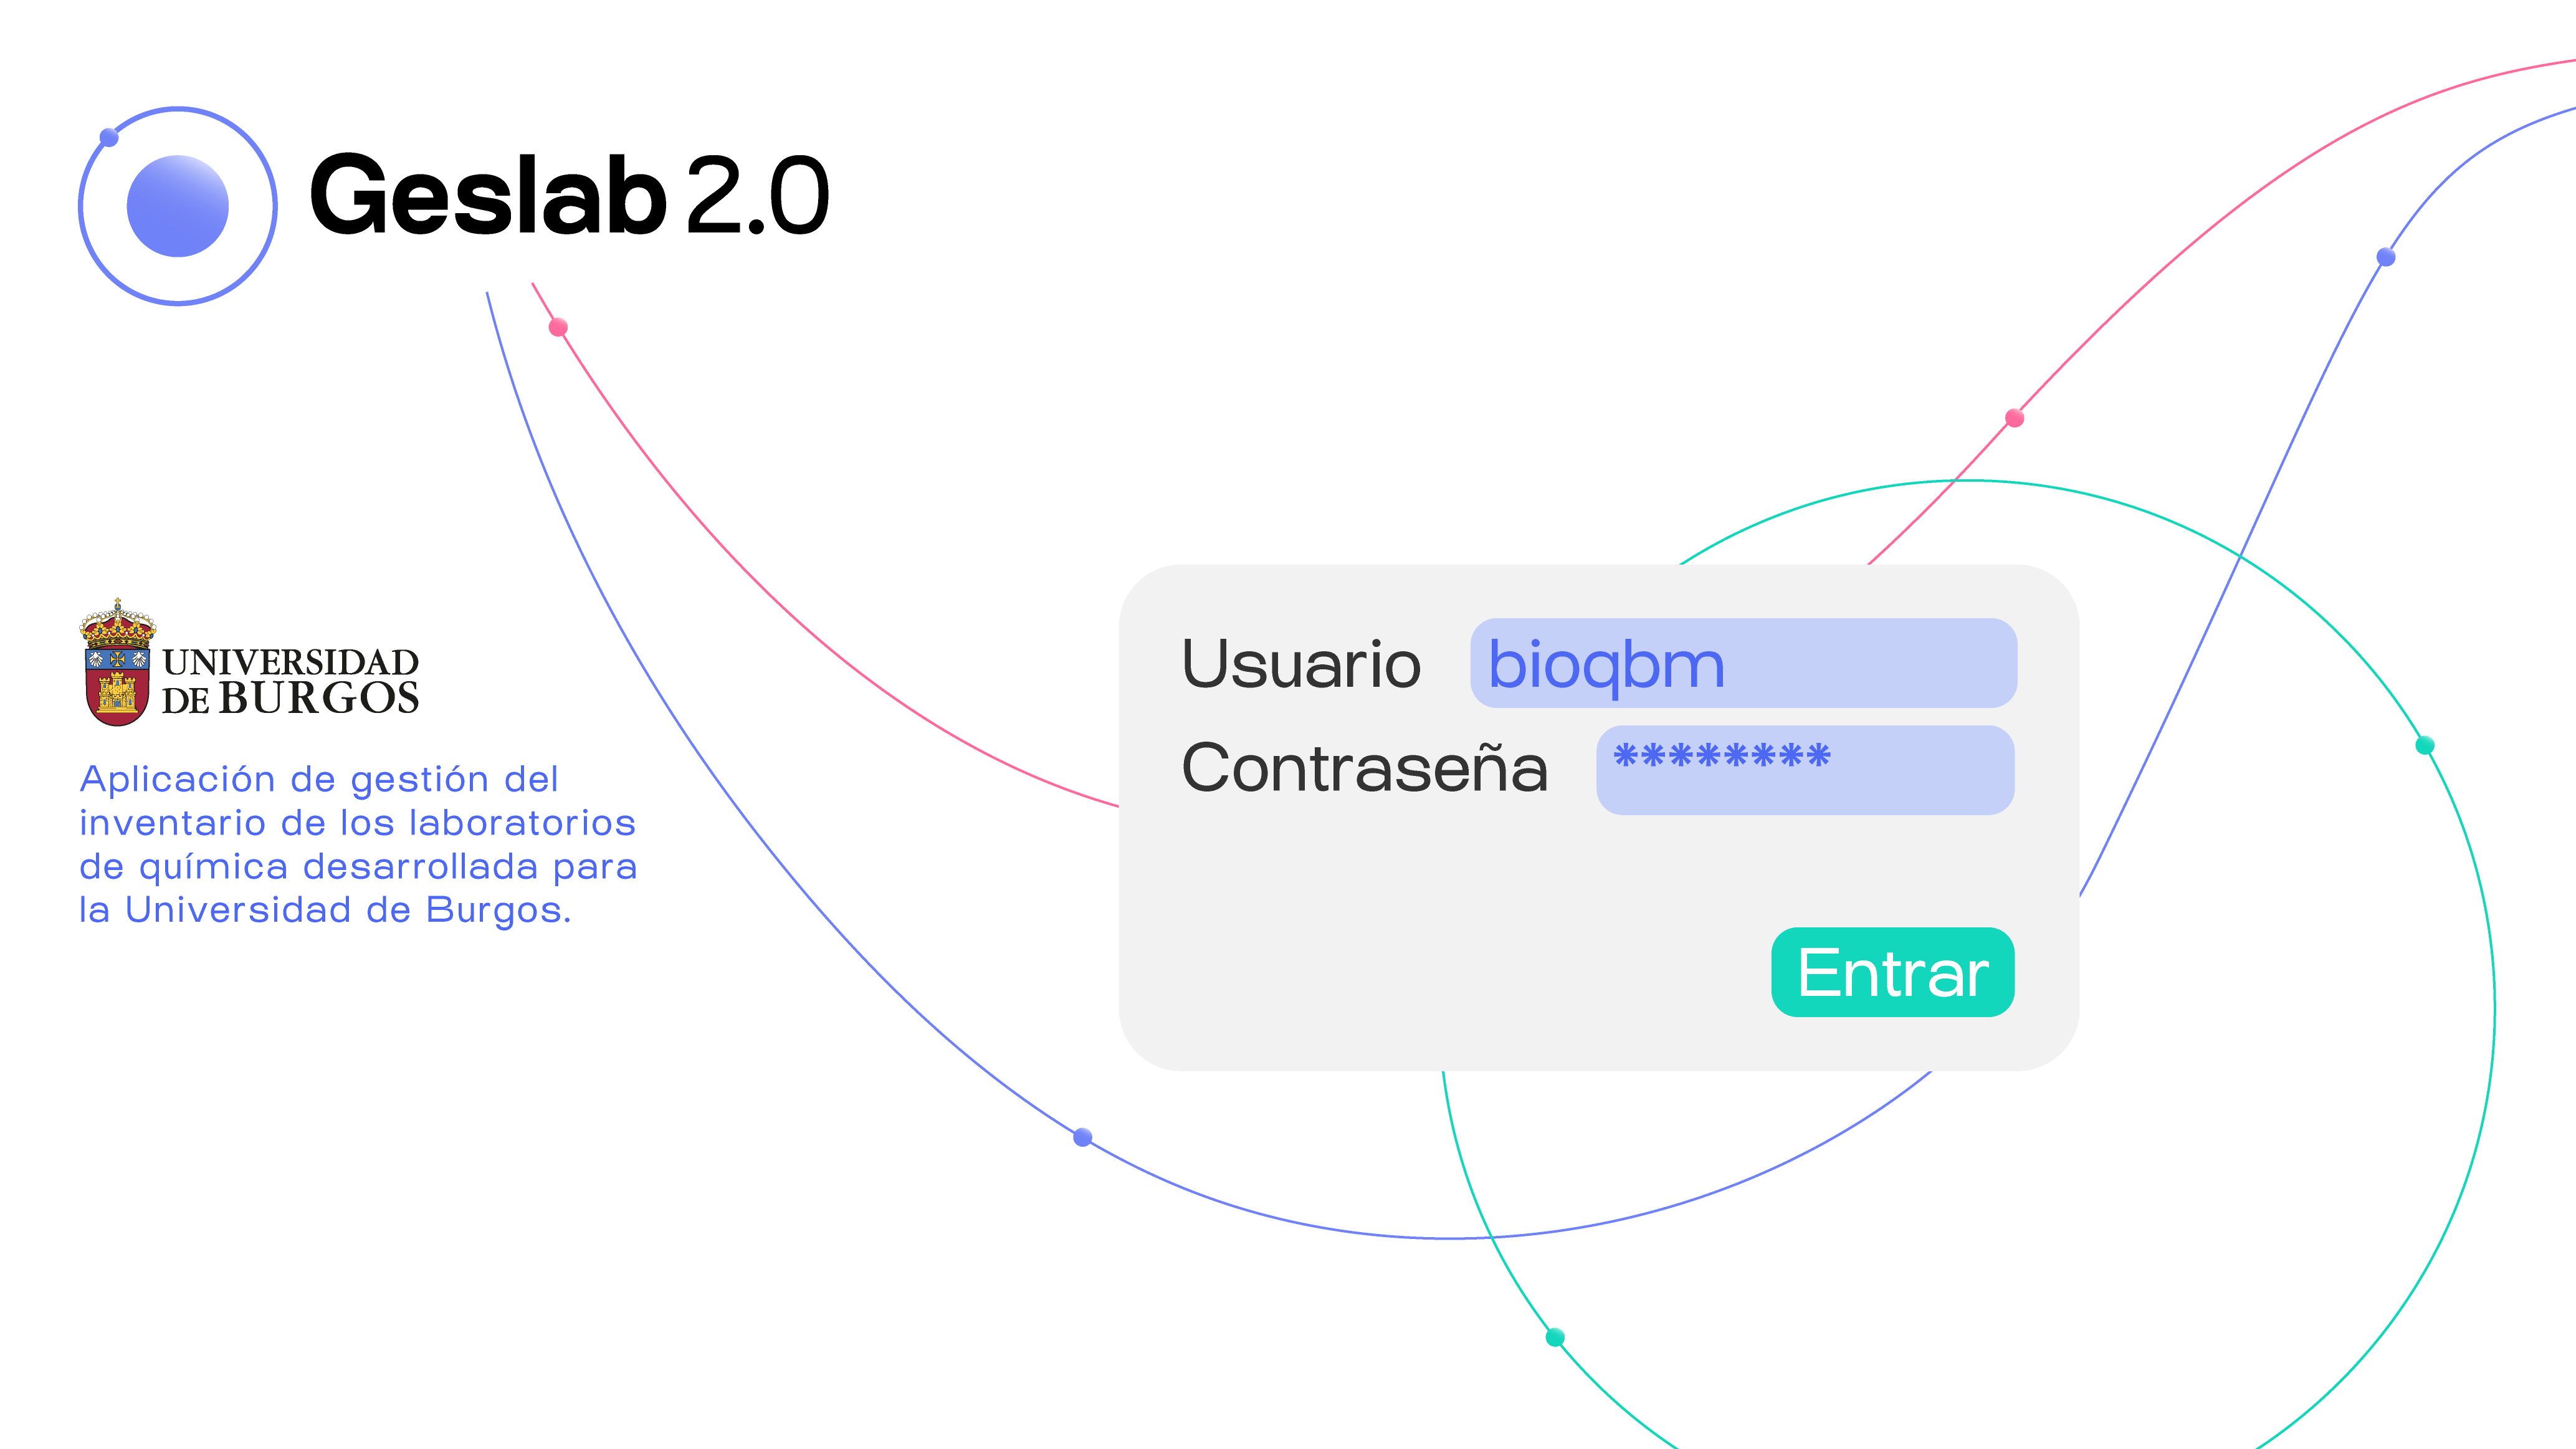 Geslab 2.0
UNIVERSIDAD
DE BURGOS
Aplicación de gestión del
inventario de los laboratorios
de química desarrollada para
la Universidad de Burgos.
Usuario bioqbm
Contraseña ********
Entrar